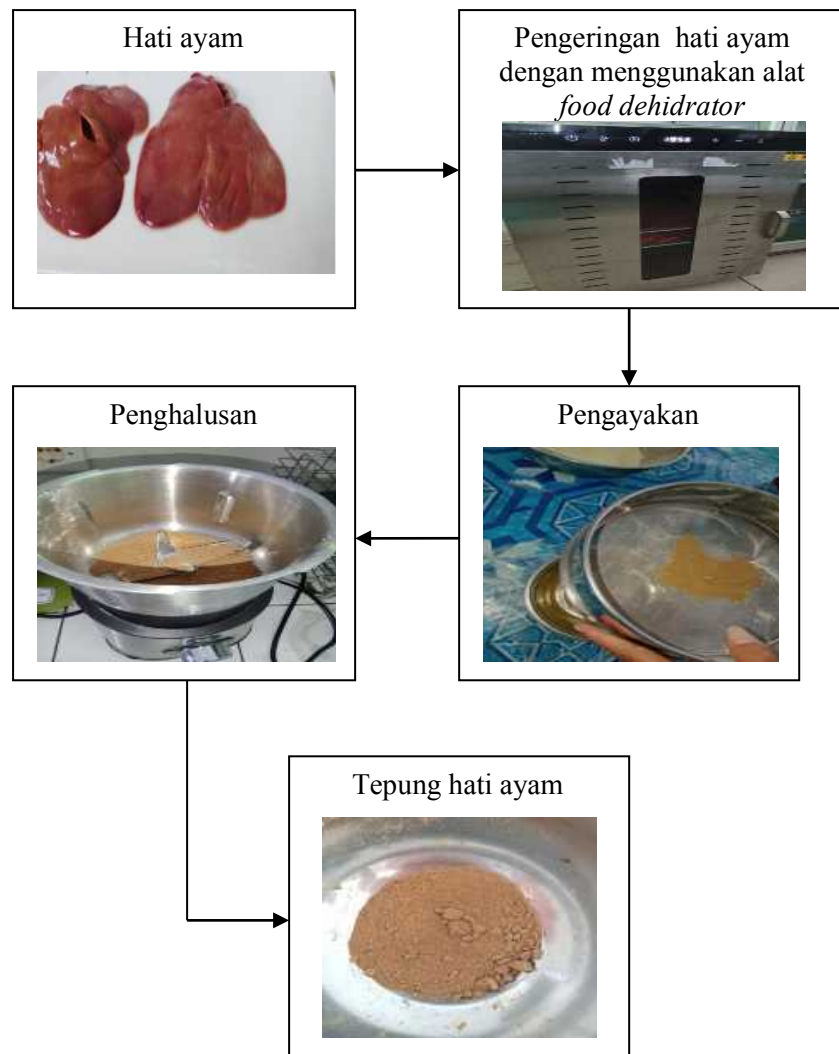 Hati ayam
Pengeringan hati ayam
dengan menggunakan alat
food dehidrator
Pengayakan
Penghalusan
Tepung hati ayam